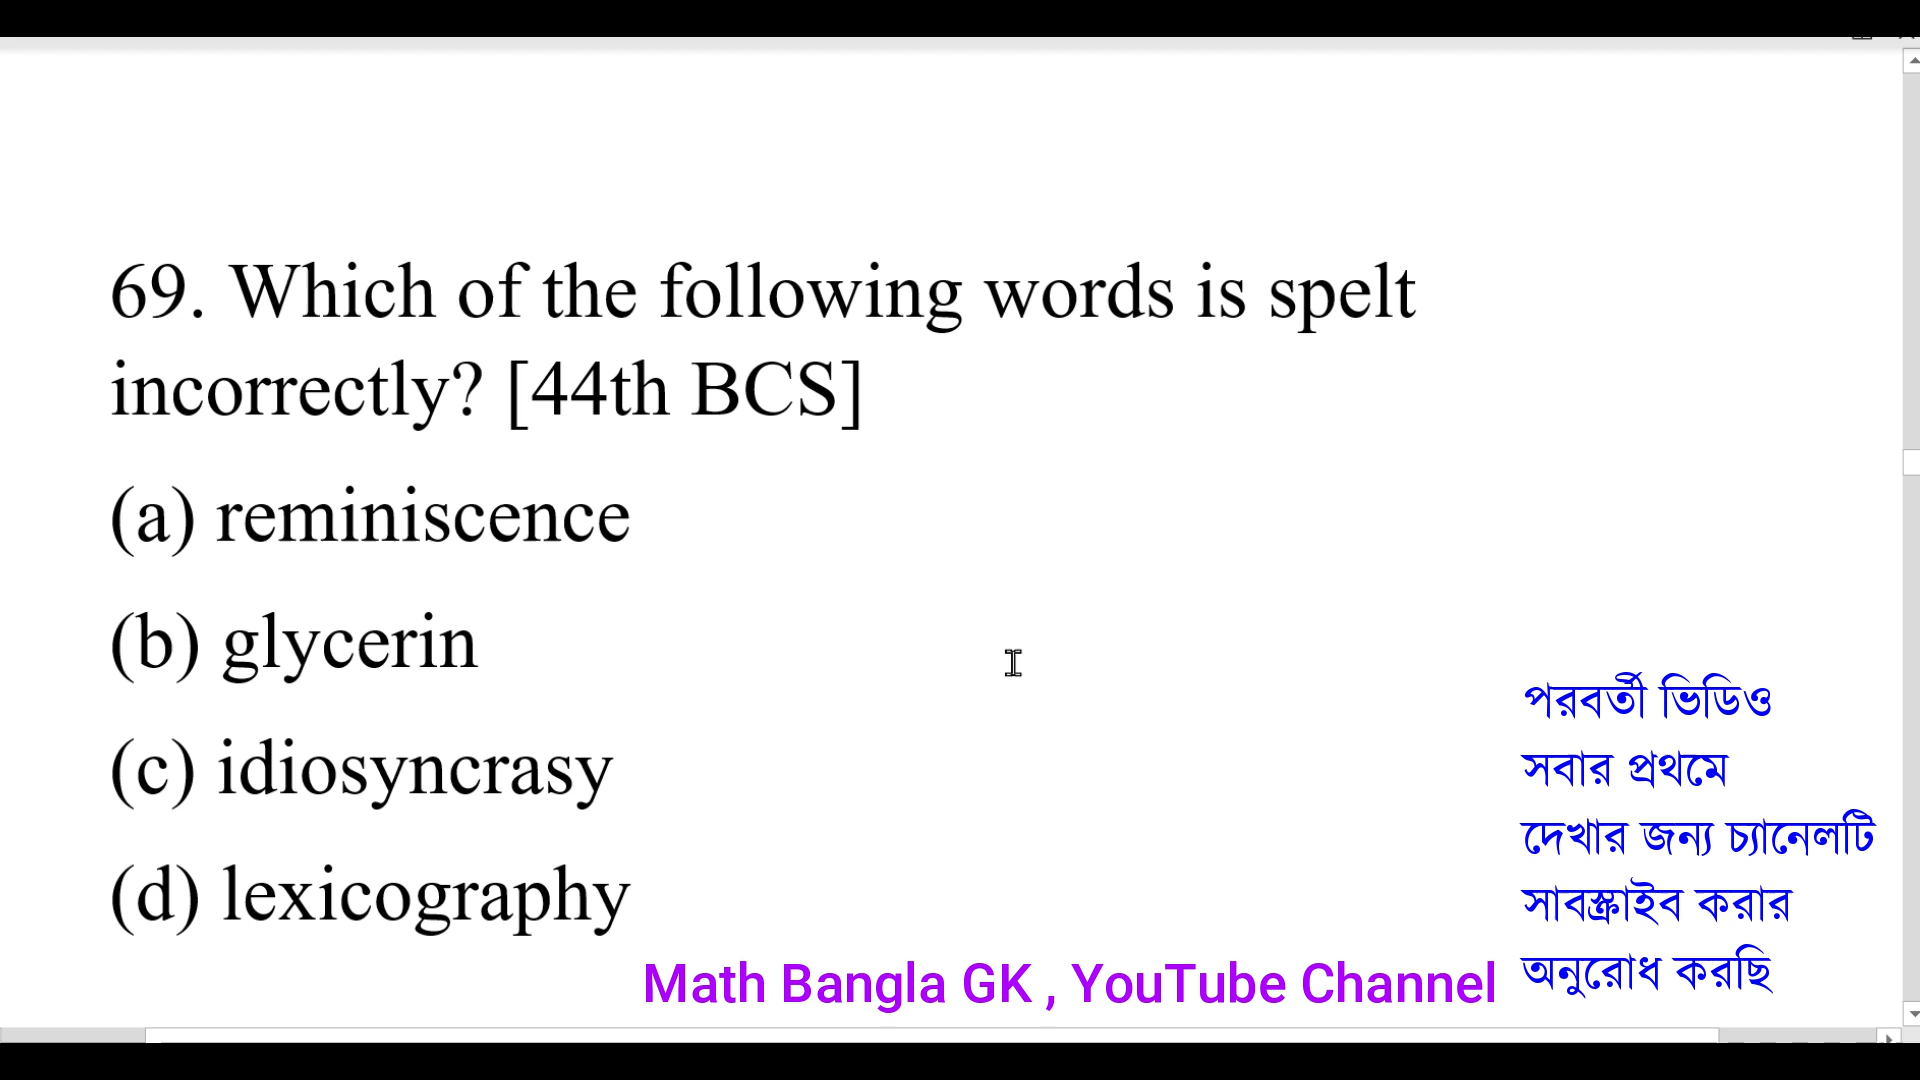 69. Which of the following words is spelt
incorrectly? [44th BCS]
(a) reminiscence
(b) glycerin
(c) idiosyncrasy
(d) lexicography
পরবর্তী ভিডিও
সবার প্রথমে
দেখার জন্য চ্যানেলটি
সাবস্ক্রাইব করার
অনুরোধ করছি
Math Bangla GK , YouTube Channel